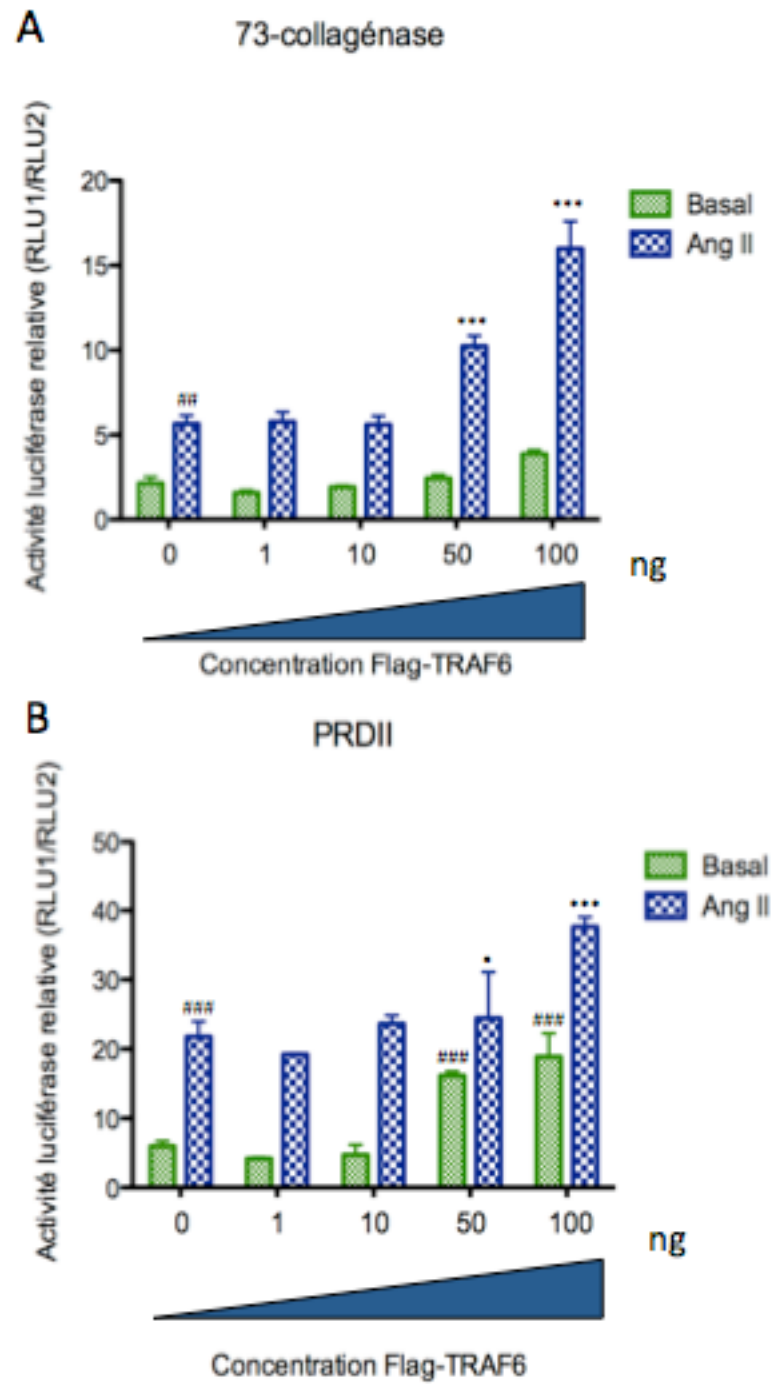 A
73-collagénase
Activité luciférase relative (RLU1/RLU2)
20
15
10
5
0
##
***
***
Basal
Ang II
0 1 10 50 100
ng
Concentration Flag-TRAF6
B
PRDII
Activité luciférase relative (RLU1/RLU2)
50
40
30
20
10
0
###
###
*
###
***
Basal
Ang II
0 1 10 50 100
ng
Concentration Flag-TRAF6